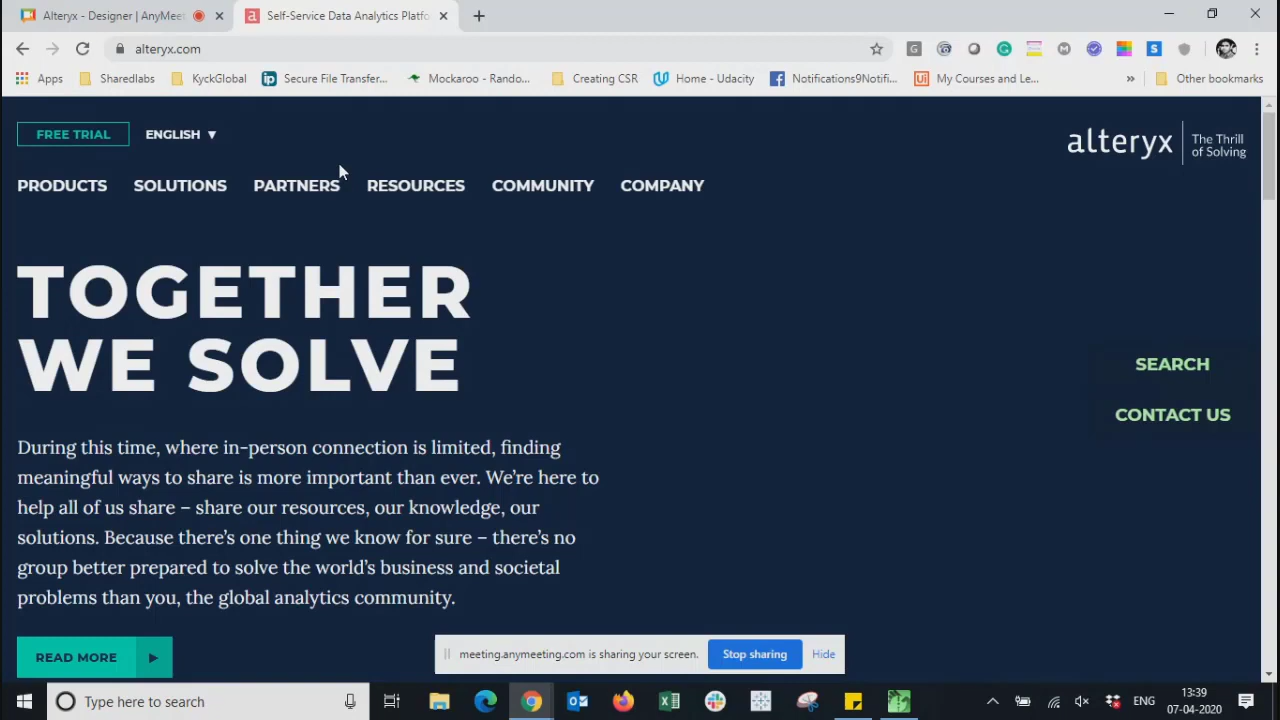 Alteryx - Designer | AnyMeet
Self-Service Data Analytics Platfo
alteryx.com
Apps
Sharedlabs
KyckGlobal
Secure File Transfer...
Mockaroo - Rando...
Creating CSR
Home - Udacity
Notifications9Notifi...
My Courses and Le...
»
Other bookmarks
FREE TRIAL
ENGLISH ▼
alteryx
The Thrill
of Solving
PRODUCTS
SOLUTIONS
PARTNERS
RESOURCES
COMMUNITY
COMPANY
TOGETHER
WE SOLVE
SEARCH
CONTACT US
During this time, where in-person connection is limited, finding
meaningful ways to share is more important than ever. We’re here to
help all of us share – share our resources, our knowledge, our
solutions. Because there’s one thing we know for sure – there’s no
group better prepared to solve the world’s business and societal
problems than you, the global analytics community.
READ MORE
meeting.anymeeting.com is sharing your screen.
Stop sharing
Hide
Type here to search
ENG
13:39
07-04-2020